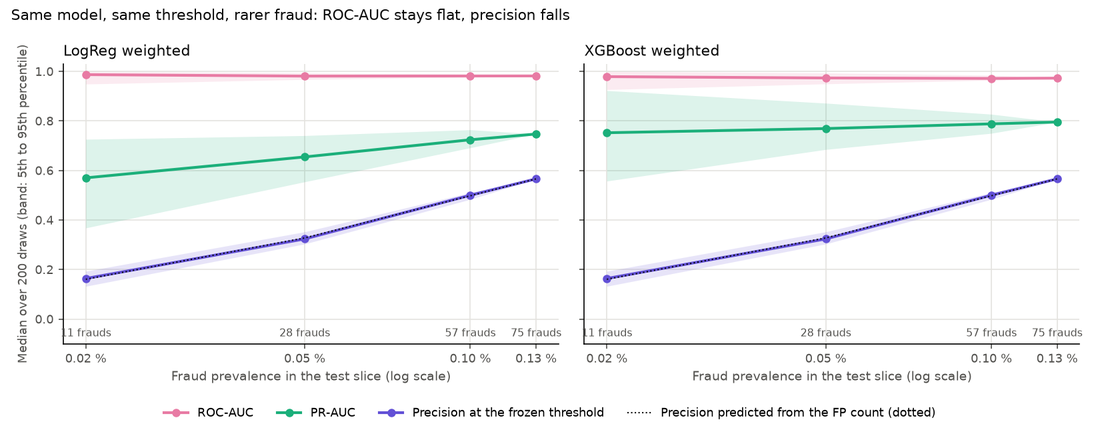 Same model, same threshold, rarer fraud: ROC-AUC stays flat, precision falls
LogReg weighted
XGBoost weighted
Median over 200 draws (band: 5th to 95th percentile)
1.0
0.8
0.6
0.4
0.2
0.0
11 frauds 28 frauds 57 frauds 75 frauds
11 frauds 28 frauds 57 frauds 75 frauds
0.02 % 0.05 % 0.10 % 0.13 %
0.02 % 0.05 % 0.10 % 0.13 %
Fraud prevalence in the test slice (log scale)
Fraud prevalence in the test slice (log scale)
ROC-AUC PR-AUC Precision at the frozen threshold Precision predicted from the FP count (dotted)